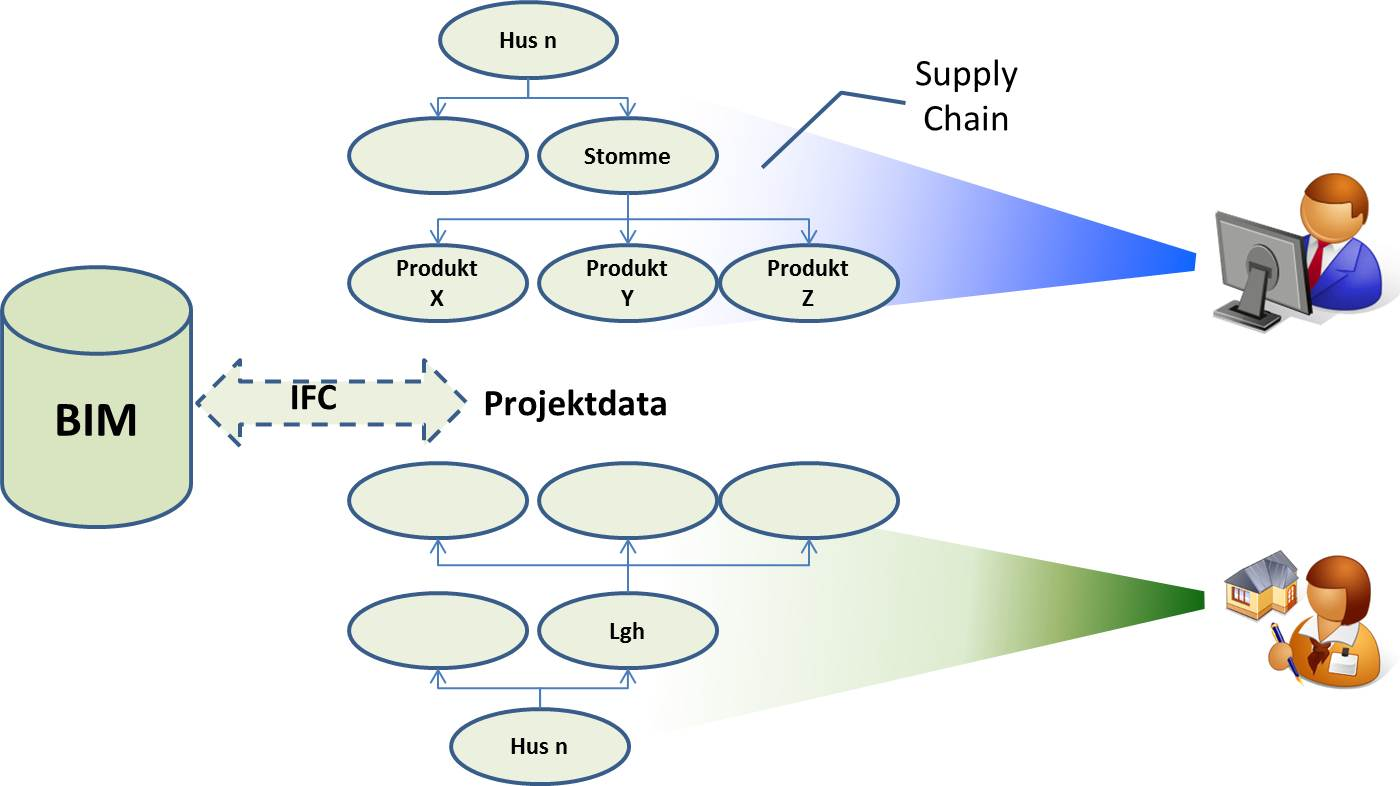 Hus n
Supply
Chain
Stomme
Produkt
X
Produkt
Y
Produkt
Z
BIM
IFC
Projektdata
Lgh
Hus n